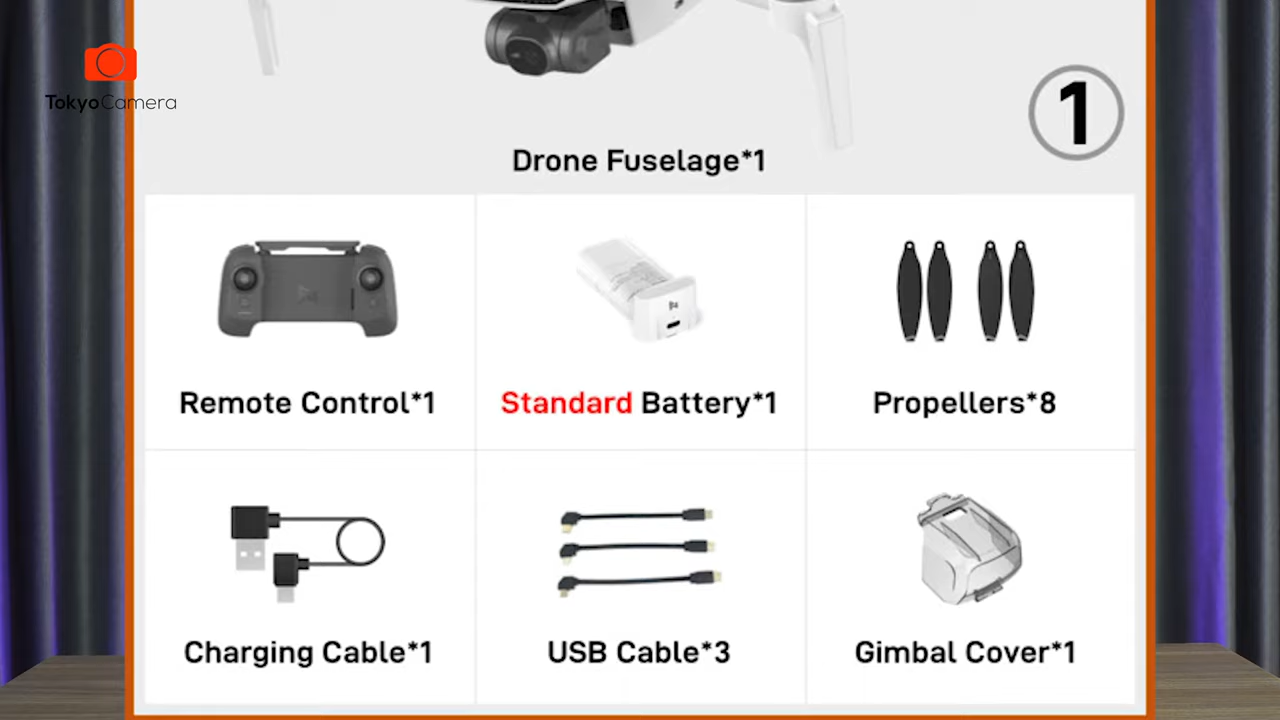 TokyoCamera
1
Drone Fuselage*1
Remote Control*1
Standard Battery*1
Propellers*8
Charging Cable*1
USB Cable*3
Gimbal Cover*1